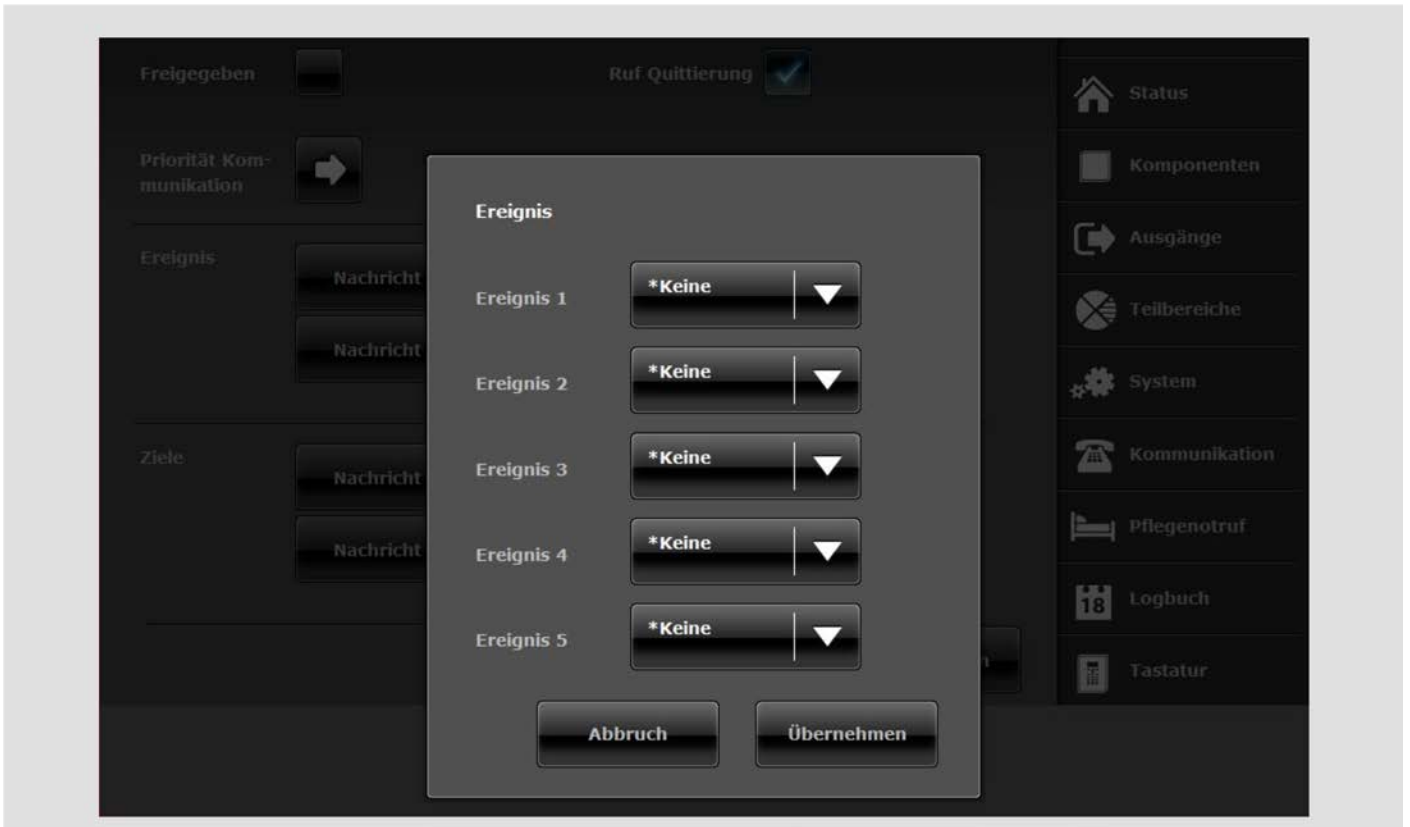 Freigegeben
Ruf Quittierung
Priorität Kom-
munikation
Ereignis
Nachricht
Nachricht
Ziele
Nachricht
Nachricht
Ereignis
Ereignis 1
*Keine
Ereignis 2
*Keine
Ereignis 3
*Keine
Ereignis 4
*Keine
Ereignis 5
*Keine
Abbruch
Übernehmen
Status
Komponenten
Ausgänge
Teilbereiche
System
Kommunikation
Pflegenotruf
18
Logbuch
Tastatur